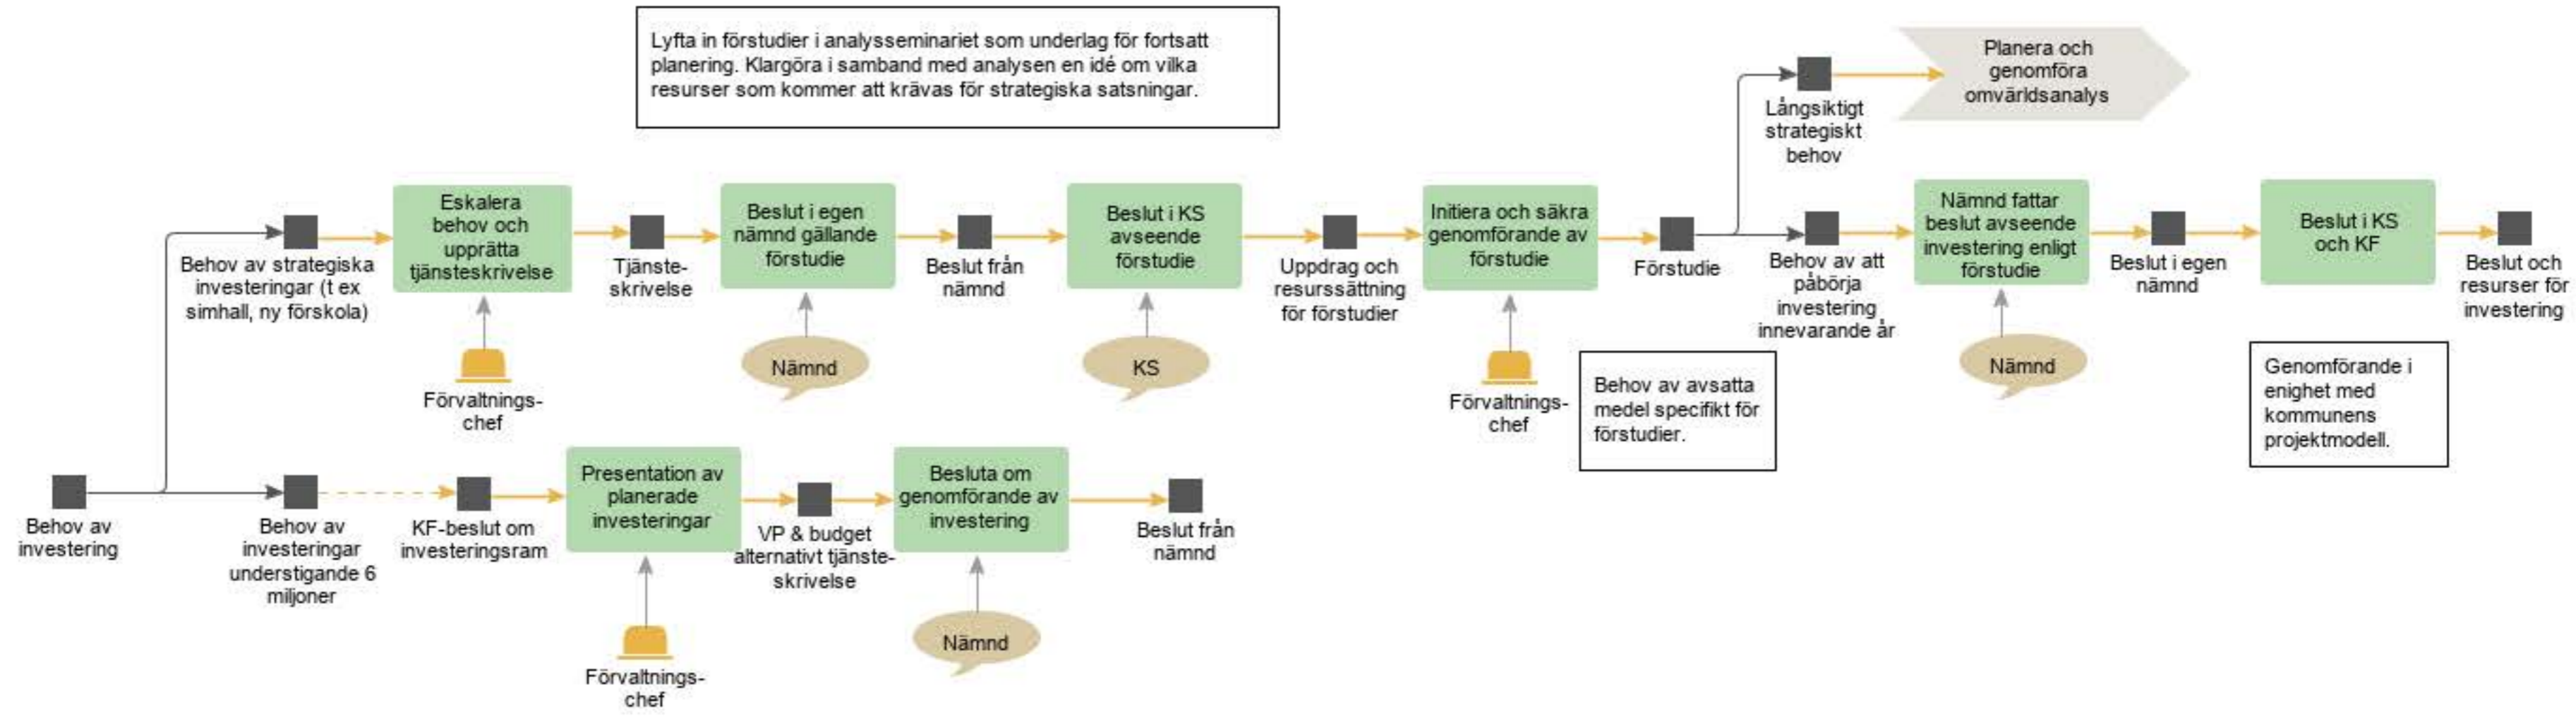 Lyfta in förstudier i analysseminariet som underlag för fortsatt
planering. Klargöra i samband med analysen en idé om vilka
resurser som kommer att krävas för strategiska satsningar.
Planera och
genomföra
omvärldsanalys
Långsiktigt
strategiskt
behov
Behov av strategiska
investeringar (t ex
simhall, ny förskola)
Eskalera
behov och
upprätta
tjänsteskrivelse
Förvaltnings-
chef
Tjänste-
skrivelse
Beslut i egen
nämnd gällande
förstudie
Nämnd
Beslut från
nämnd
Beslut i KS
avseende
förstudie
KS
Uppdrag och
resurssättning
för förstudier
Initiera och säkra
genomförande av
förstudie
Förvaltnings-
chef
Behov av avsatta
medel specifikt för
förstudier.
Förstudie
Behov av att
påbörja
investering
innevarande år
Nämnd fattar
beslut avseende
investering enligt
förstudie
Nämnd
Beslut i egen
nämnd
Beslut i KS
och KF
Genomförande i
enighet med
kommunens
projektmodell.
Beslut och
resurser för
investering
Behov av
investering
Behov av
investeringar
understigande 6
miljoner
KF-beslut om
investeringsram
Presentation av
planerade
investeringar
Förvaltnings-
chef
VP & budget
alternativt tjänste-
skrivelse
Besluta om
genomförande av
investering
Nämnd
Beslut från
nämnd